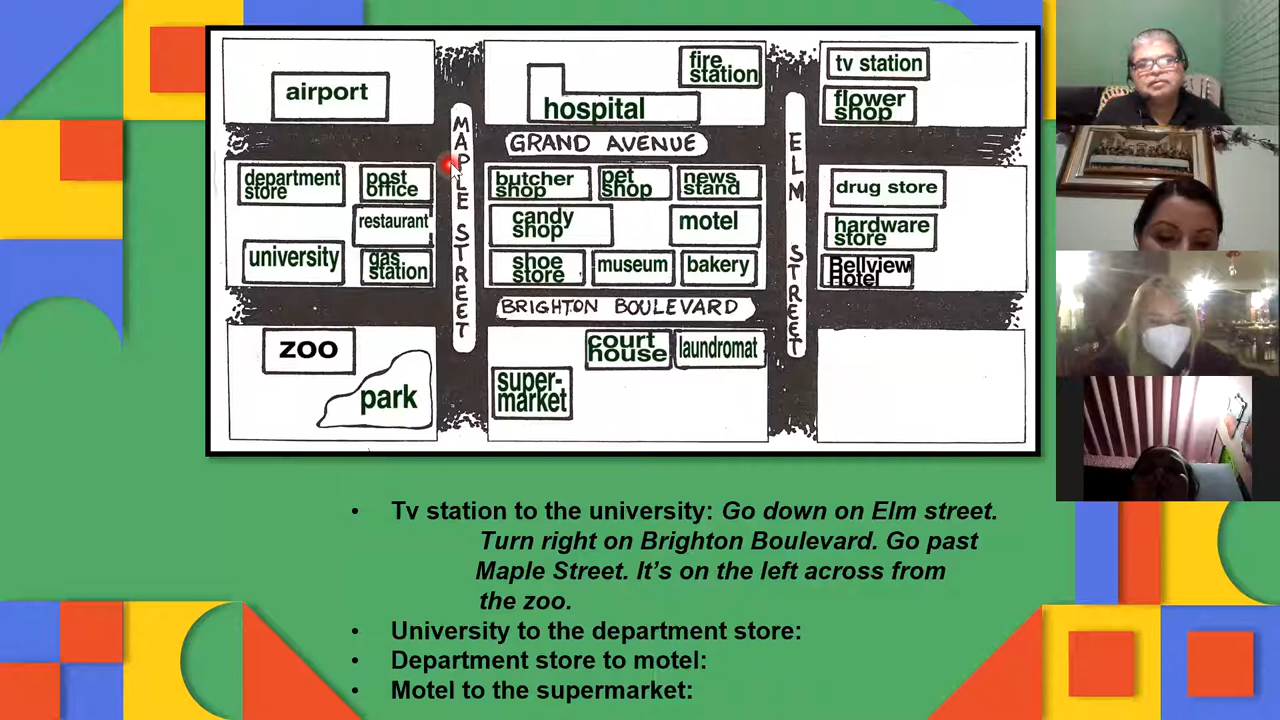 airport
fire
station
hospital
tv station
flower
shop
GRAND AVENUE
MAPLE STREET
ELM STREET
department
store
post
office
restaurant
university
gas
station
butcher
shop
pet
shop
news
stand
candy
shop
motel
shoe
store
museum
bakery
drug store
hardware
store
Bellview
Hotel
BRIGHTON BOULEVARD
zoo
park
court
house
laundromat
super-
market
• Tv station to the university: Go down on Elm street.
Turn right on Brighton Boulevard. Go past
Maple Street. It’s on the left across from
the zoo.
• University to the department store:
• Department store to motel:
• Motel to the supermarket: